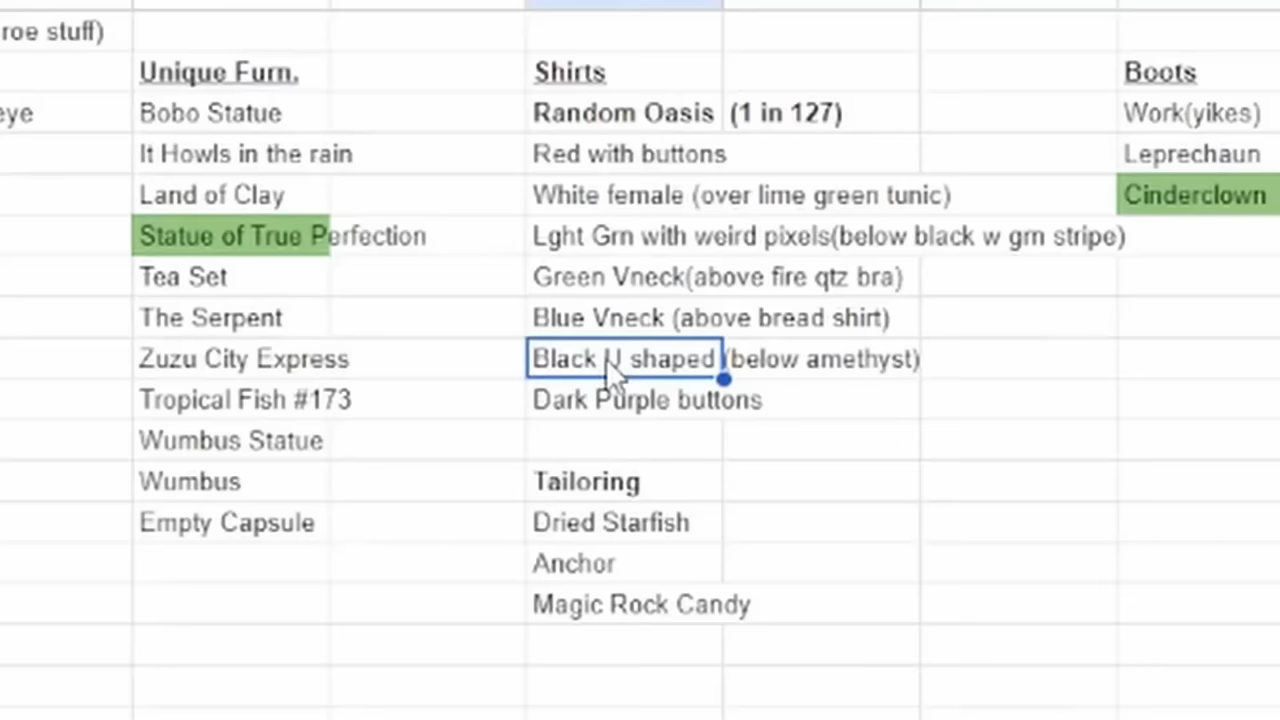 roe stuff)
Unique Furn. Shirts Boots
eye Bobo Statue Random Oasis (1 in 127) Work(yikes)
It Howls in the rain Red with buttons Leprechaun
Land of Clay White female (over lime green tunic) Cinderclown
Statue of True Perfection Lght Grn with weird pixels(below black w grn stripe)
Tea Set Green Vneck(above fire qtz bra)
The Serpent Blue Vneck (above bread shirt)
Zuzu City Express Black U shaped (below amethyst)
Tropical Fish #173 Dark Purple buttons
Wumbus Statue
Wumbus Tailoring
Empty Capsule Dried Starfish
Anchor
Magic Rock Candy